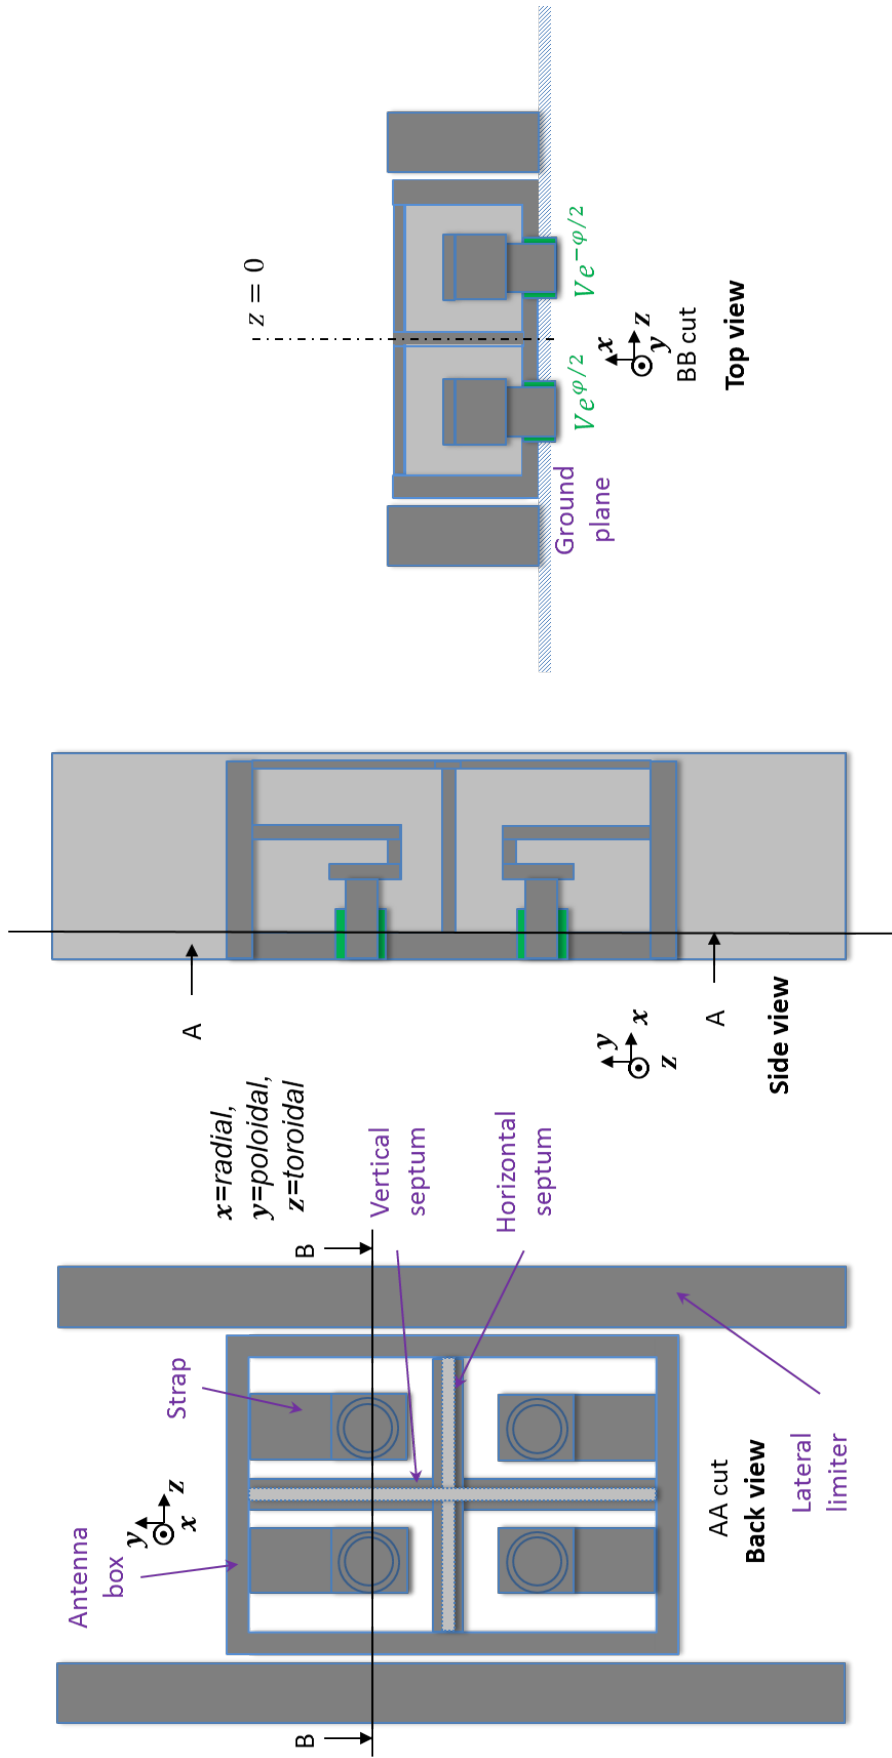 Antenna
box
y
x
z
Strap
B
B
x=radial,
y=poloidal,
z=toroidal
Vertical
septum
Horizontal
septum
AA cut
Back view
Lateral
limiter
A
A
y
x
z
Side view
z = 0
Ground
plane
Ve^{φ/2}
Ve^{−φ/2}
x
z
y
BB cut
Top view